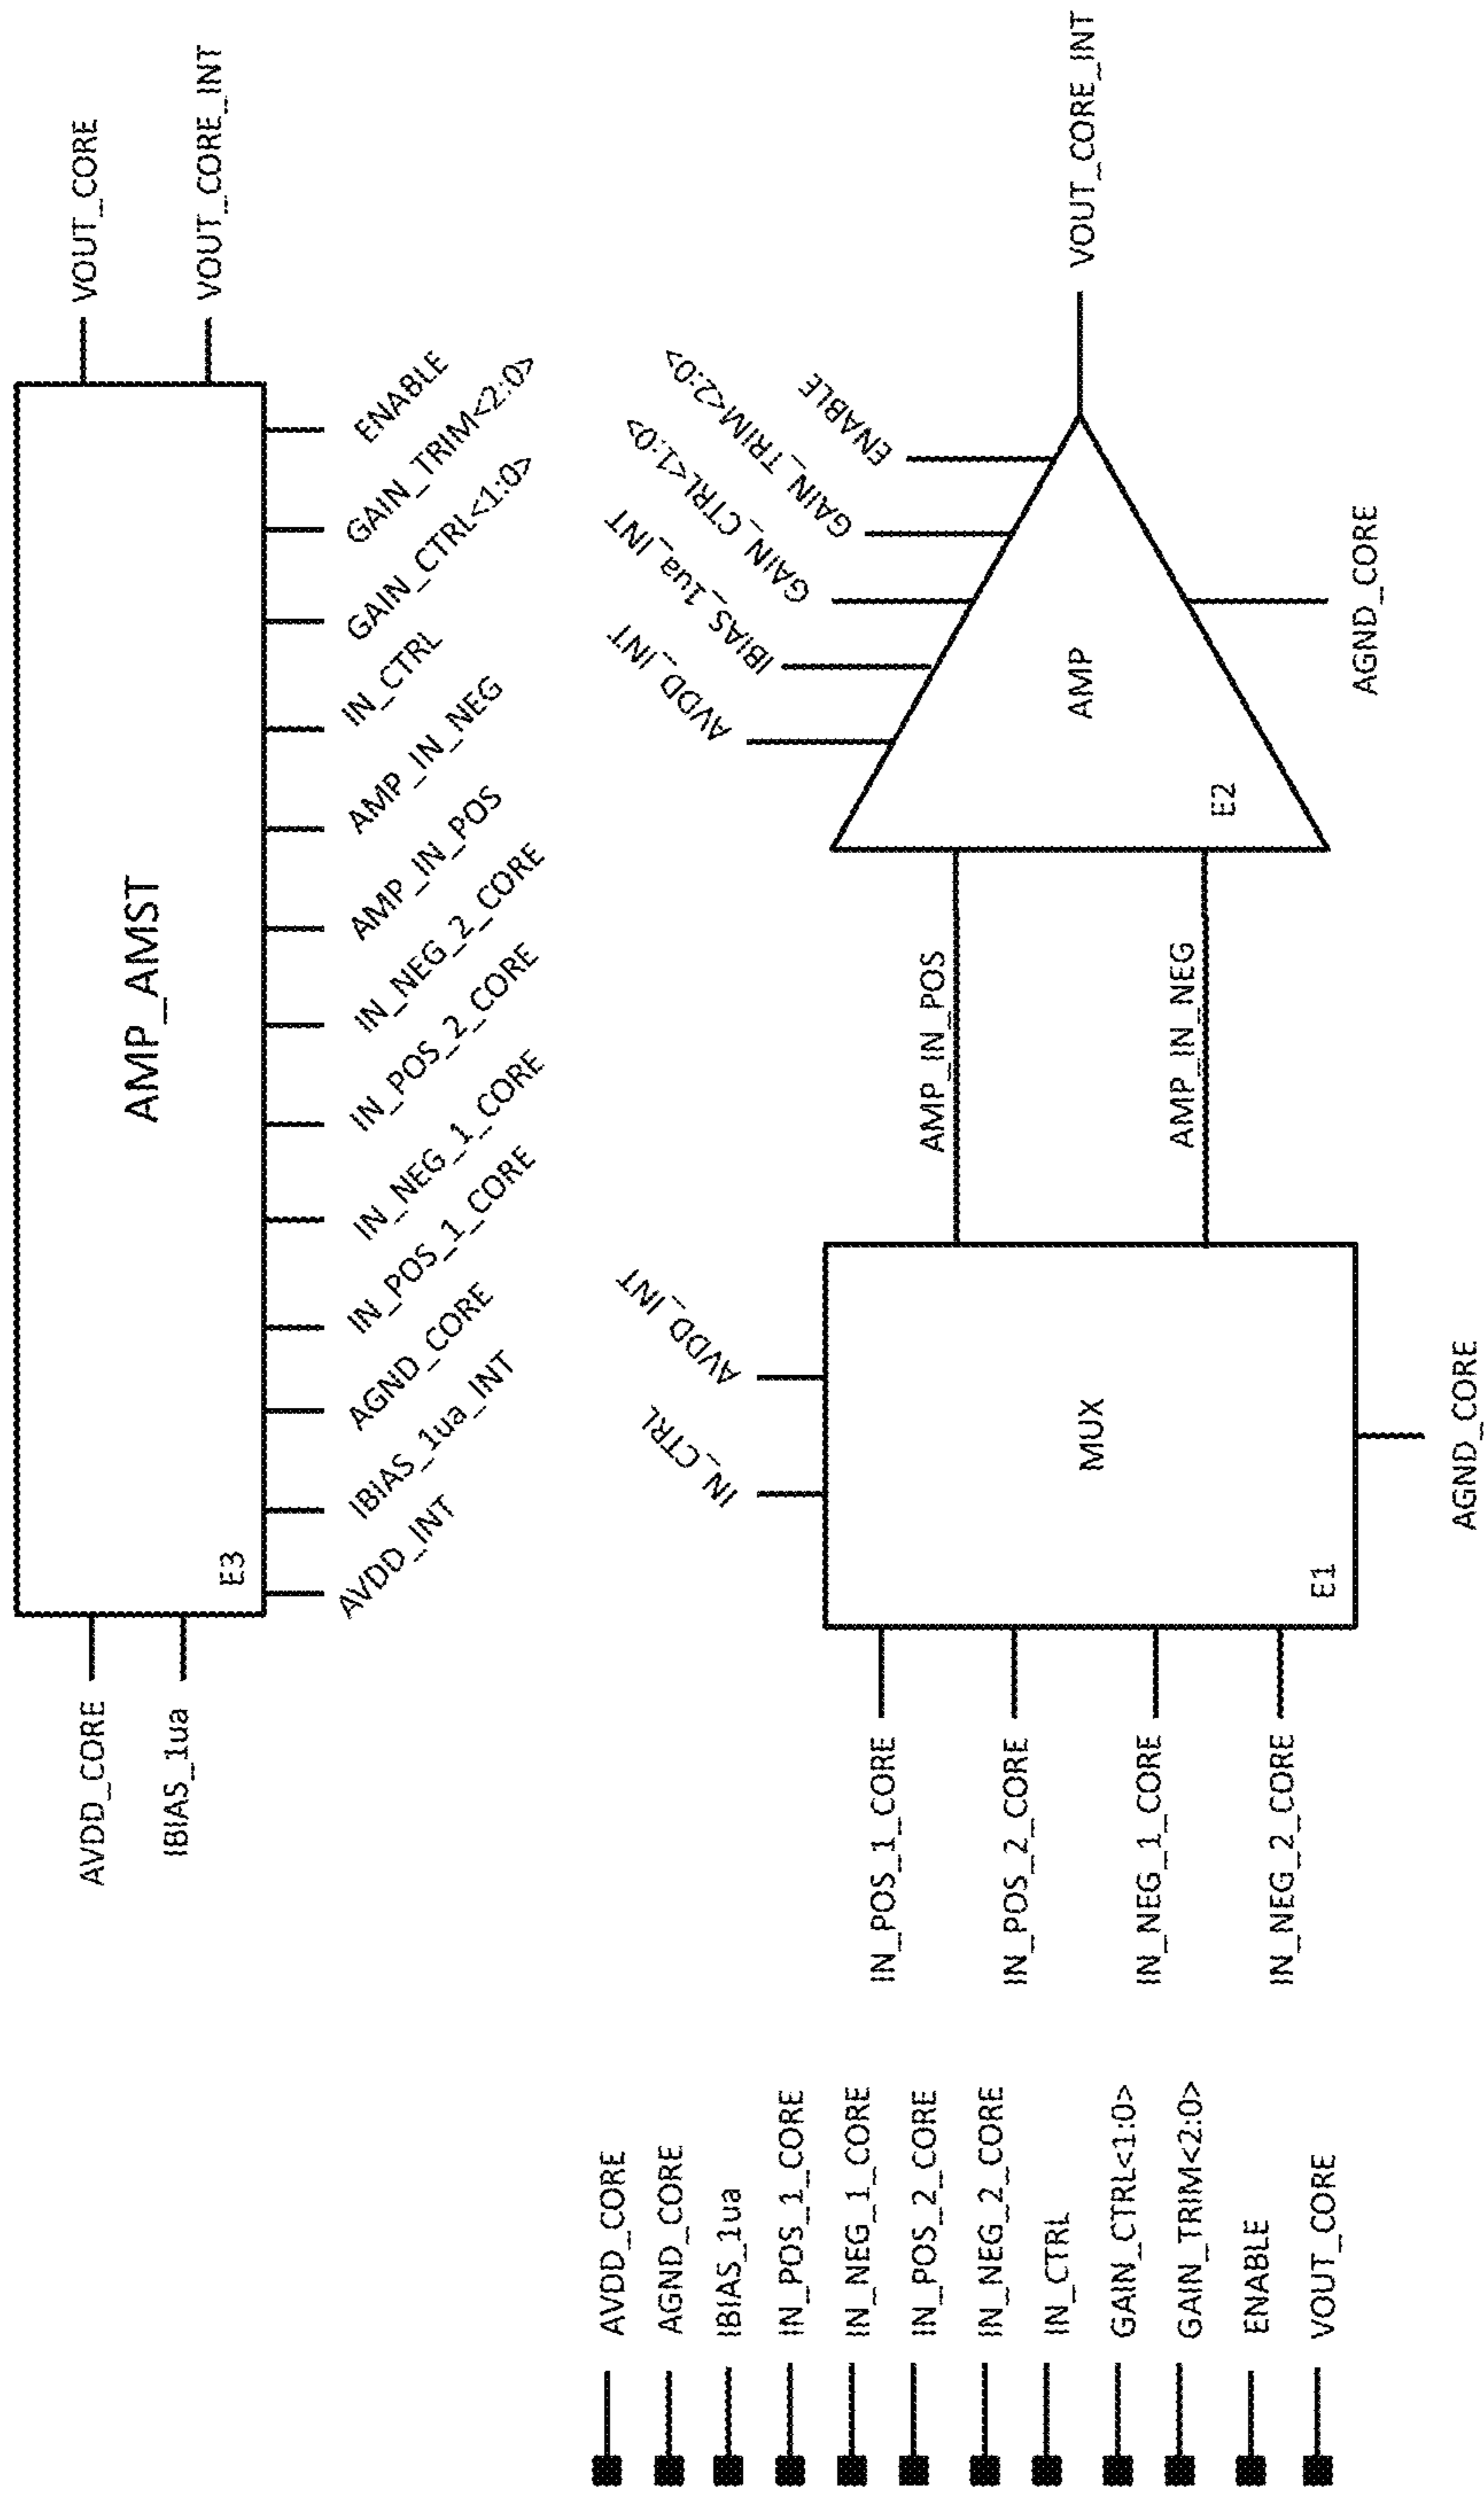 AMP_AMST
E3
AVDD_CORE
IBIAS_1ua
VOUT_CORE
VOUT_CORE_INT
AVDD_INT
IBIAS_1ua_INT
AGND_CORE
IN_POS_1_CORE
IN_NEG_1_CORE
IN_POS_2_CORE
IN_NEG_2_CORE
AMP_IN_POS
AMP_IN_NEG
IN_CTRL
GAIN_CTRL<1:0>
GAIN_TRIM<2:0>
ENABLE
AVDD_CORE
AGND_CORE
IBIAS_1ua
IN_POS_1_CORE
IN_NEG_1_CORE
IN_POS_2_CORE
IN_NEG_2_CORE
IN_CTRL
GAIN_CTRL<1:0>
GAIN_TRIM<2:0>
ENABLE
VOUT_CORE
IN_POS_1_CORE
IN_POS_2_CORE
IN_NEG_1_CORE
IN_NEG_2_CORE
IN_CTRL
AVDD_INT
MUX
E1
AGND_CORE
AMP_IN_POS
AMP_IN_NEG
AVDD_INT
IBIAS_1ua_INT
GAIN_CTRL<1:0>
GAIN_TRIM<2:0>
ENABLE
AMP
E2
AGND_CORE
VOUT_CORE_INT